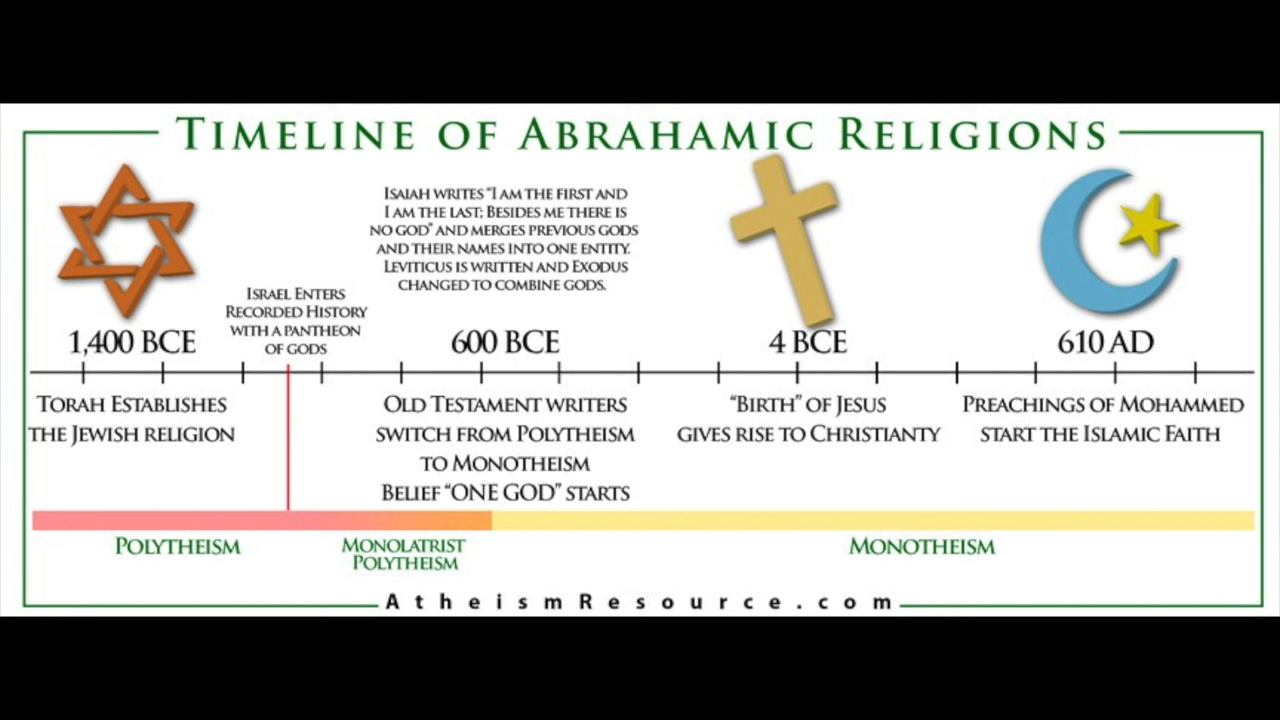 Timeline of Abrahamic Religions
Isaiah writes "I am the first and
I am the last; Besides me there is
no god" and merges previous gods
and their names into one entity.
Leviticus is written and Exodus
changed to combine gods.
Israel Enters
Recorded History
with a pantheon
of gods
1,400 BCE
600 BCE
4 BCE
610 AD
Torah Establishes
the Jewish religion
Old Testament writers
switch from Polytheism
to Monotheism
Belief "ONE GOD" starts
"Birth" of Jesus
gives rise to Christianty
Preachings of Mohammed
start the Islamic Faith
Polytheism
Monolatrist
Polytheism
Monotheism
AtheismResource.com